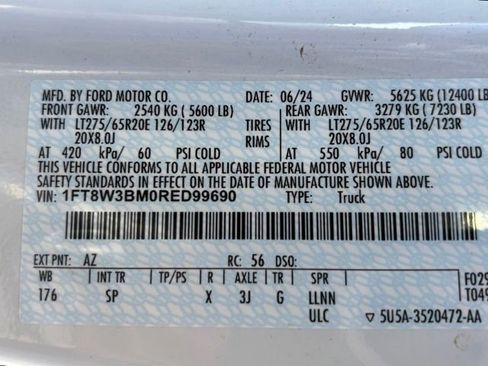 MFD. BY FORD MOTOR CO. DATE: 06/24 GVWR: 5625 KG (12400 LB
FRONT GAWR: 2540 KG ( 5600 LB) REAR GAWR: 3279 KG ( 7230 LB)
WITH LT275/65R20E 126/123R TIRES WITH LT275/65R20E 126/123R
20X8.0J RIMS 20X8.0J
AT 420 kPa/ 60 PSI COLD AT 550 kPa/ 80 PSI COLD
THIS VEHICLE CONFORMS TO ALL APPLICABLE FEDERAL MOTOR VEHICLE
SAFETY STANDARDS IN EFFECT ON THE DATE OF MANUFACTURE SHOWN ABOVE.
VIN: 1FT8W3BM0RED99690 TYPE: Truck
EXT PNT: AZ RC: 56 DSO:
WB INT TR TP/PS R AXLE TR SPR F029
176 SP X 3J G LLNN T049
ULC ▽ 5U5A-3520472-AA